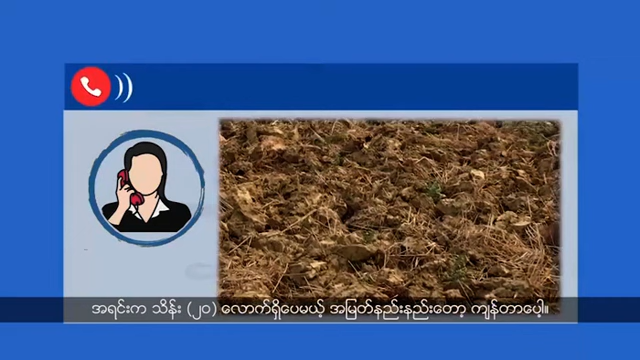 အရင်းက သိန်း (၂၀) လောက်ရှိပေမယ့် အမြတ်နည်းနည်းတော့ ကျန်တာပေါ့။